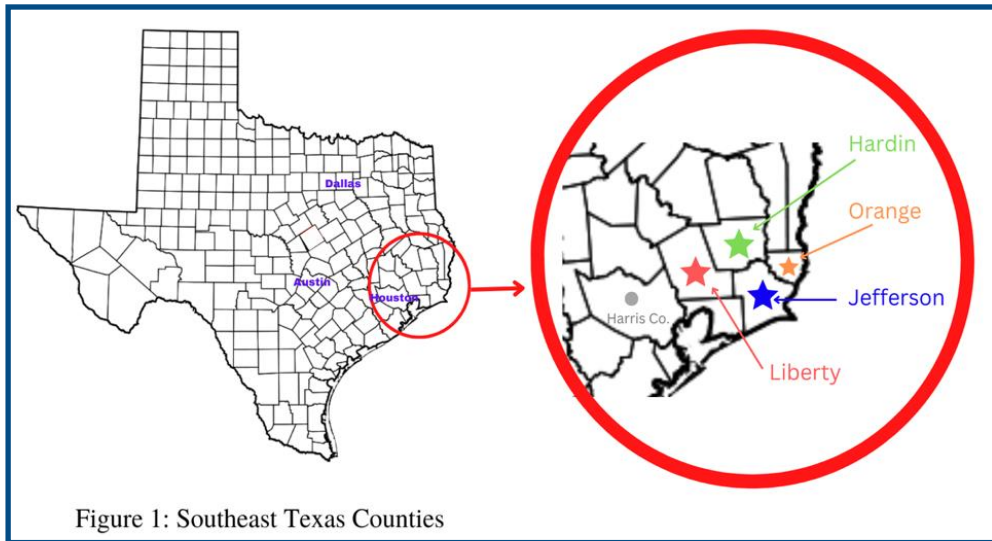 Dallas
Austin
Houston
Hardin
Orange
Jefferson
Harris Co.
Liberty
Figure 1: Southeast Texas Counties